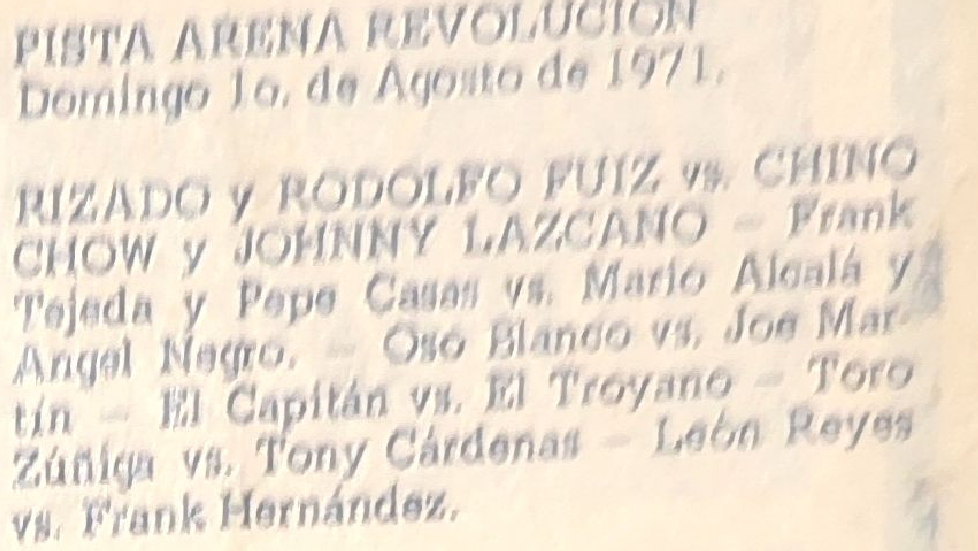 PISTA ARENA REVOLUCION
Domingo 1o. de Agosto de 1971.
RIZADO y RODOLFO FUIZ vs. CHINO
CHOW y JOHNNY LAZCANO – Frank
Tejeda y Pepe Casas vs. Mario Alcalá y
Angel Negro. – Oso Blanco vs. Joe Mar-
tín – El Capitán vs. El Troyano – Toro
Zúñiga vs. Tony Cárdenas – León Reyes
vs. Frank Hernández.